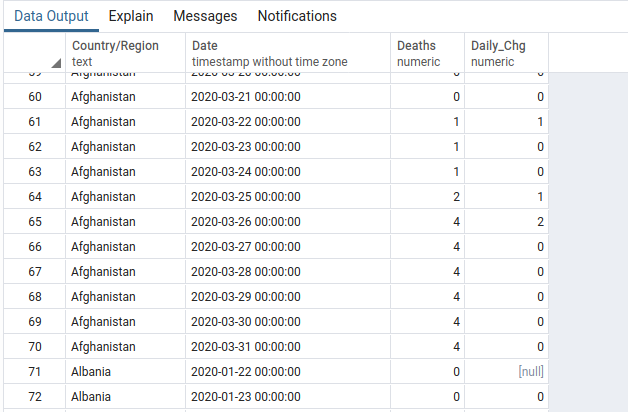 Data Output Explain Messages Notifications
Country/Region Date Deaths Daily_Chg
text timestamp without time zone numeric numeric
60 Afghanistan 2020-03-21 00:00:00 0 0
61 Afghanistan 2020-03-22 00:00:00 1 1
62 Afghanistan 2020-03-23 00:00:00 1 0
63 Afghanistan 2020-03-24 00:00:00 1 0
64 Afghanistan 2020-03-25 00:00:00 2 1
65 Afghanistan 2020-03-26 00:00:00 4 2
66 Afghanistan 2020-03-27 00:00:00 4 0
67 Afghanistan 2020-03-28 00:00:00 4 0
68 Afghanistan 2020-03-29 00:00:00 4 0
69 Afghanistan 2020-03-30 00:00:00 4 0
70 Afghanistan 2020-03-31 00:00:00 4 0
71 Albania 2020-01-22 00:00:00 0 [null]
72 Albania 2020-01-23 00:00:00 0 0